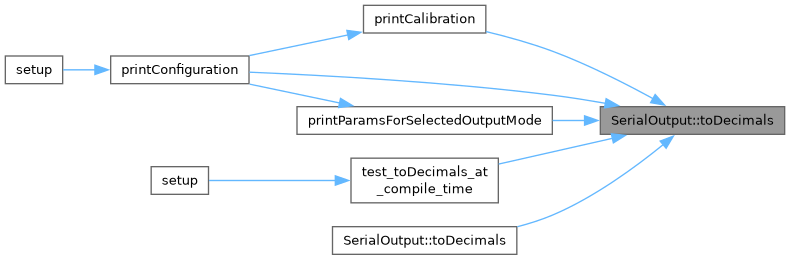 printCalibration
setup
printConfiguration
SerialOutput::toDecimals
printParamsForSelectedOutputMode
test_toDecimals_at
_compile_time
setup
SerialOutput::toDecimals